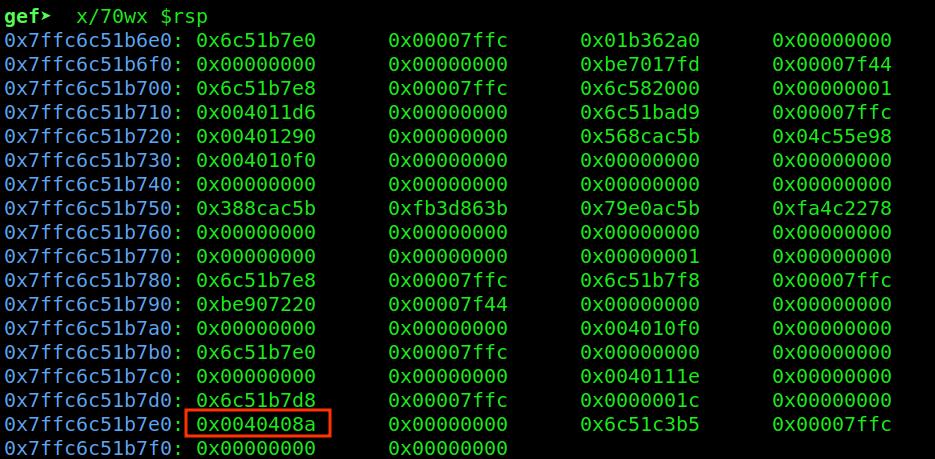 gef➤  x/70wx $rsp
0x7ffc6c51b6e0: 0x6c51b7e0 0x00007ffc 0x01b362a0 0x00000000
0x7ffc6c51b6f0: 0x00000000 0x00000000 0xbe7017fd 0x00007f44
0x7ffc6c51b700: 0x6c51b7e8 0x00007ffc 0x6c582000 0x00000001
0x7ffc6c51b710: 0x004011d6 0x00000000 0x6c51bad9 0x00007ffc
0x7ffc6c51b720: 0x00401290 0x00000000 0x568cac5b 0x04c55e98
0x7ffc6c51b730: 0x004010f0 0x00000000 0x00000000 0x00000000
0x7ffc6c51b740: 0x00000000 0x00000000 0x00000000 0x00000000
0x7ffc6c51b750: 0x388cac5b 0xfb3d863b 0x79e0ac5b 0xfa4c2278
0x7ffc6c51b760: 0x00000000 0x00000000 0x00000000 0x00000000
0x7ffc6c51b770: 0x00000000 0x00000000 0x00000001 0x00000000
0x7ffc6c51b780: 0x6c51b7e8 0x00007ffc 0x6c51b7f8 0x00007ffc
0x7ffc6c51b790: 0xbe907220 0x00007f44 0x00000000 0x00000000
0x7ffc6c51b7a0: 0x00000000 0x00000000 0x004010f0 0x00000000
0x7ffc6c51b7b0: 0x6c51b7e0 0x00007ffc 0x00000000 0x00000000
0x7ffc6c51b7c0: 0x00000000 0x00000000 0x0040111e 0x00000000
0x7ffc6c51b7d0: 0x6c51b7d8 0x00007ffc 0x0000001c 0x00000000
0x7ffc6c51b7e0: 0x0040408a 0x00000000 0x6c51c3b5 0x00007ffc
0x7ffc6c51b7f0: 0x00000000 0x00000000